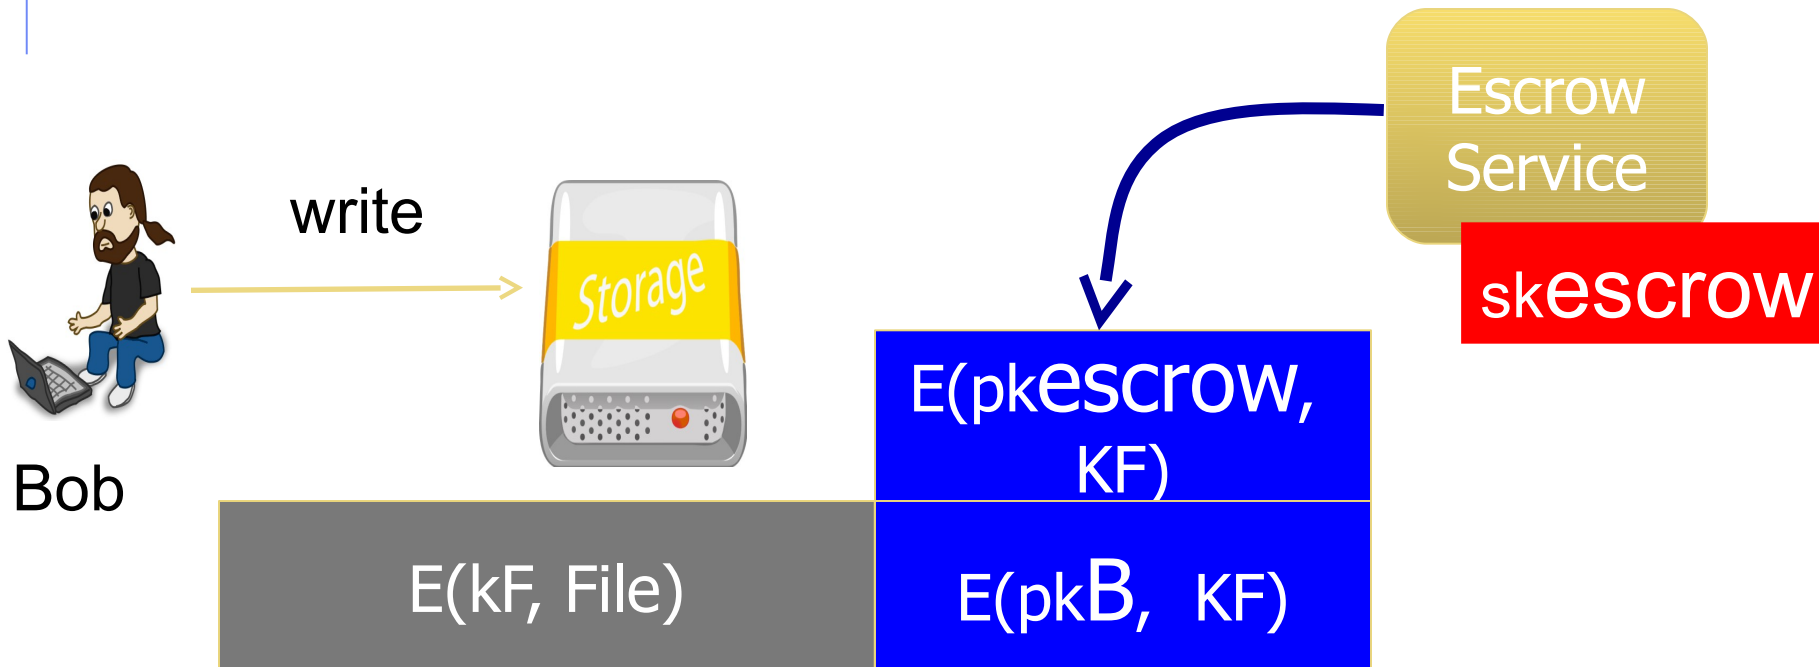 Escrow
Service
write
Storage
skescrow
E(pkescrow,
KF)
Bob
E(kF, File)
E(pkB, KF)